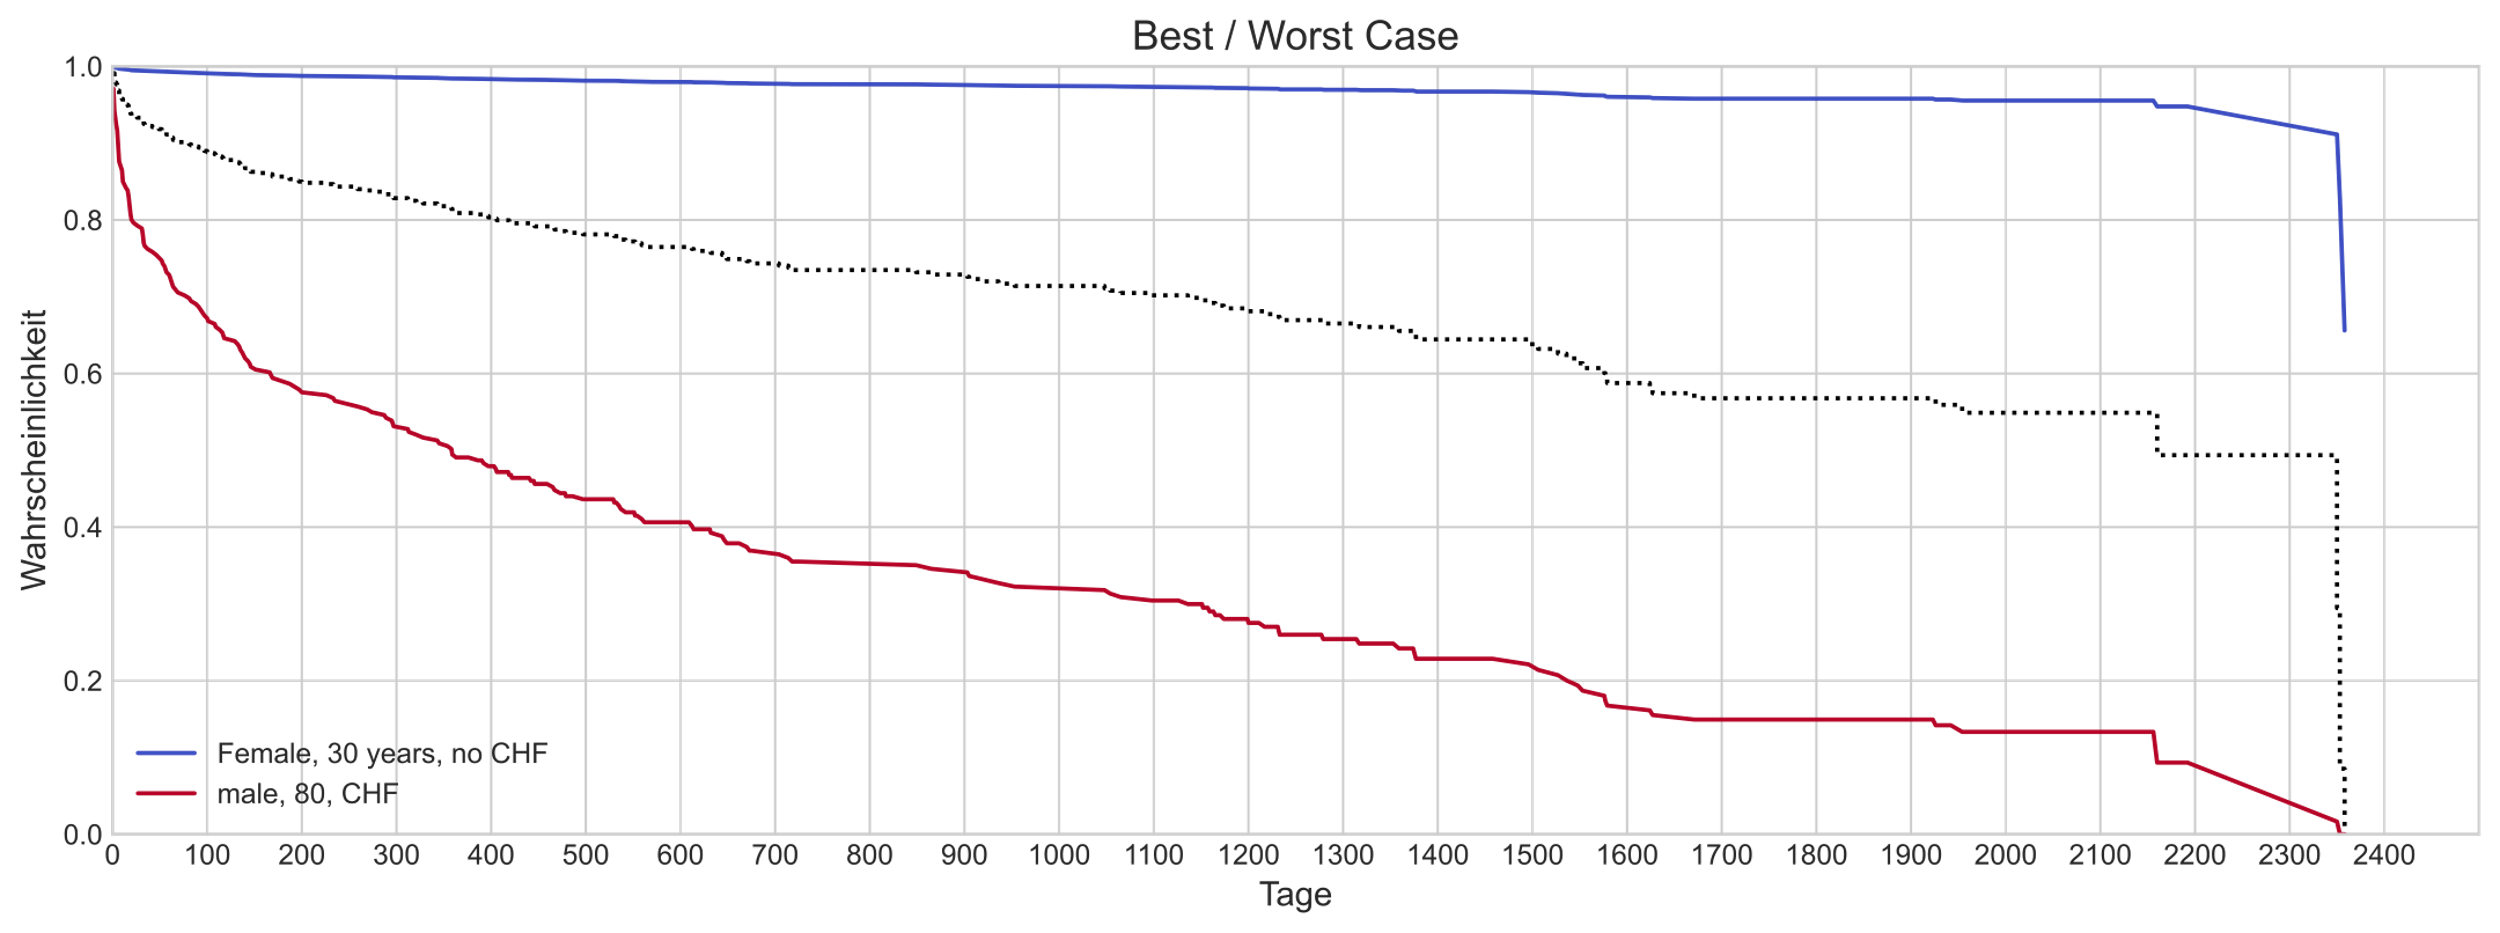 Best / Worst Case
Wahrscheinlichkeit
1.0
0.8
0.6
0.4
0.2
0.0
Female, 30 years, no CHF
male, 80, CHF
0 100 200 300 400 500 600 700 800 900 1000 1100 1200 1300 1400 1500 1600 1700 1800 1900 2000 2100 2200 2300 2400
Tage